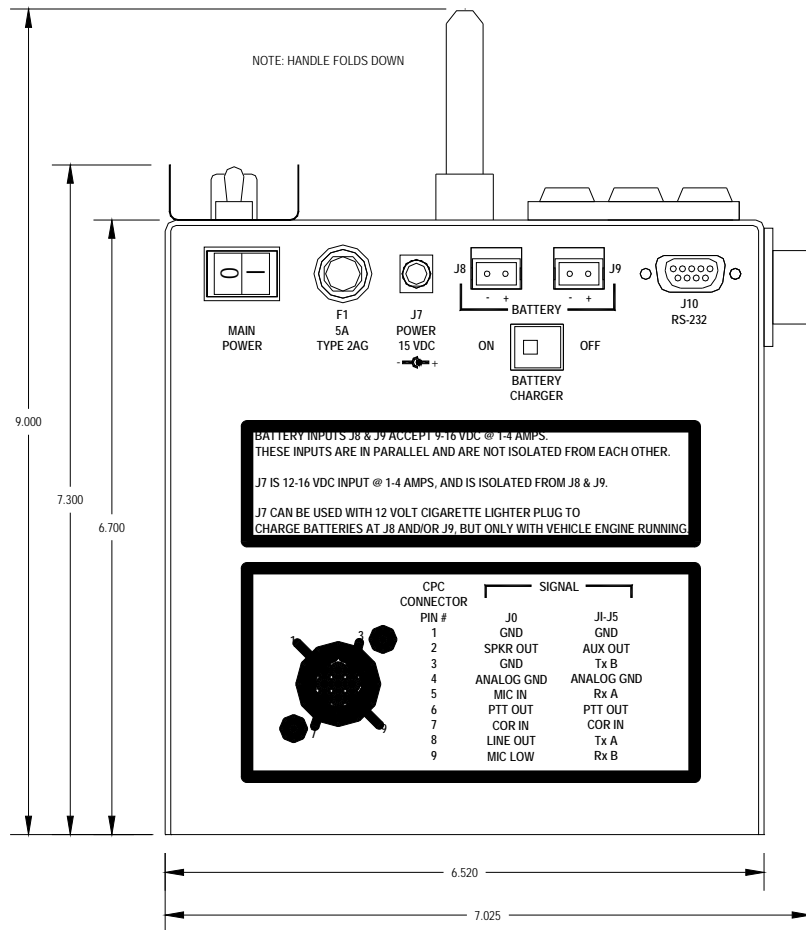 NOTE: HANDLE FOLDS DOWN
0 |
MAIN
POWER
F1
5A
TYPE 2AG
J7
POWER
15 VDC
- +
J8
J9
- +
- +
BATTERY
ON
OFF
BATTERY
CHARGER
J10
RS-232
9.000
7.300
6.700
BATTERY INPUTS J8 & J9 ACCEPT 9-16 VDC @ 1-4 AMPS.
THESE INPUTS ARE IN PARALLEL AND ARE NOT ISOLATED FROM EACH OTHER.
J7 IS 12-16 VDC INPUT @ 1-4 AMPS, AND IS ISOLATED FROM J8 & J9.
J7 CAN BE USED WITH 12 VOLT CIGARETTE LIGHTER PLUG TO
CHARGE BATTERIES AT J8 AND/OR J9, BUT ONLY WITH VEHICLE ENGINE RUNNING.
1
3
7
9
CPC
CONNECTOR
PIN #
SIGNAL
J0
JI-J5
1 GND GND
2 SPKR OUT AUX OUT
3 GND Tx B
4 ANALOG GND ANALOG GND
5 MIC IN Rx A
6 PTT OUT PTT OUT
7 COR IN COR IN
8 LINE OUT Tx A
9 MIC LOW Rx B
6.520
7.025